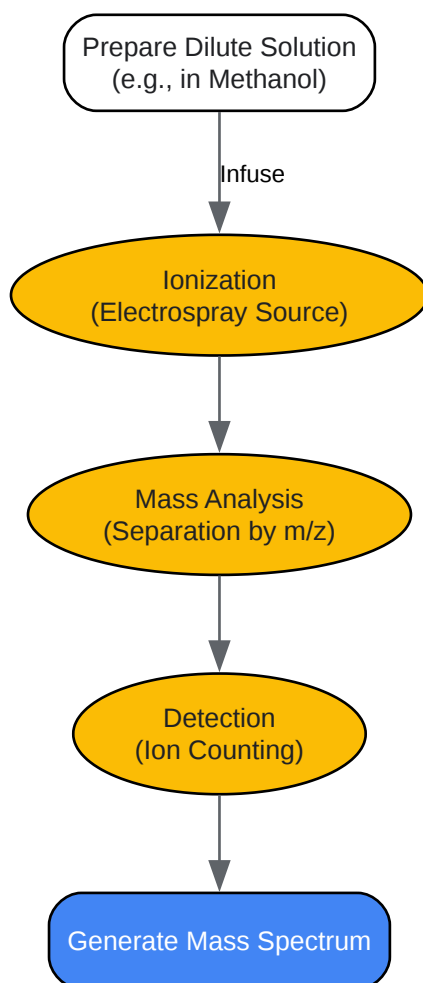 Prepare Dilute Solution
(e.g., in Methanol)
Infuse
Ionization
(Electrospray Source)
Mass Analysis
(Separation by m/z)
Detection
(Ion Counting)
Generate Mass Spectrum